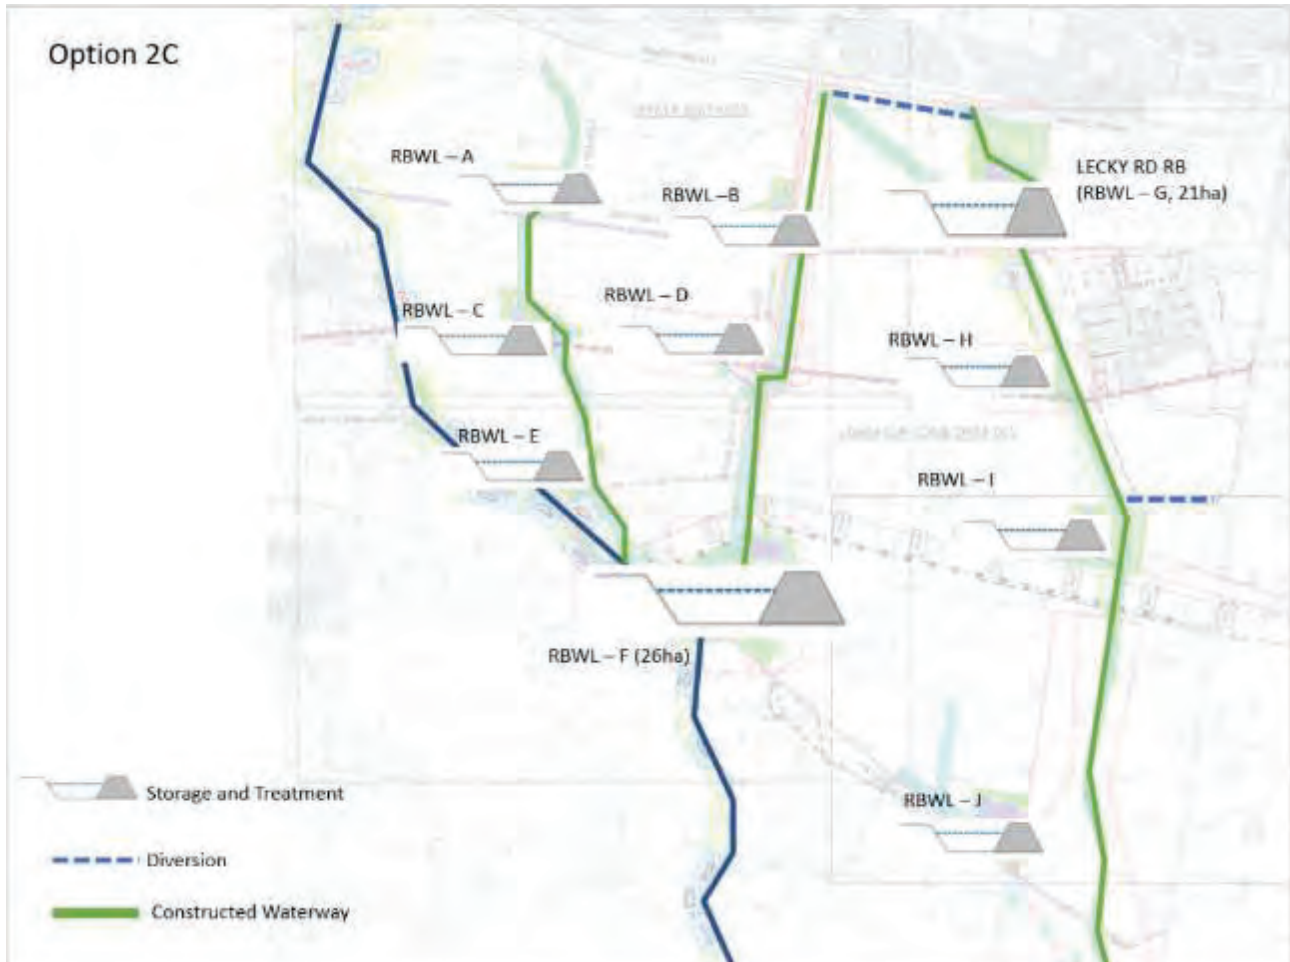 Option 2C
RBWL – A
RBWL –B
LECKY RD RB
(RBWL – G, 21ha)
RBWL – C
RBWL – D
RBWL – H
RBWL – E
RBWL – I
RBWL – F (26ha)
RBWL – J
Storage and Treatment
Diversion
Constructed Waterway